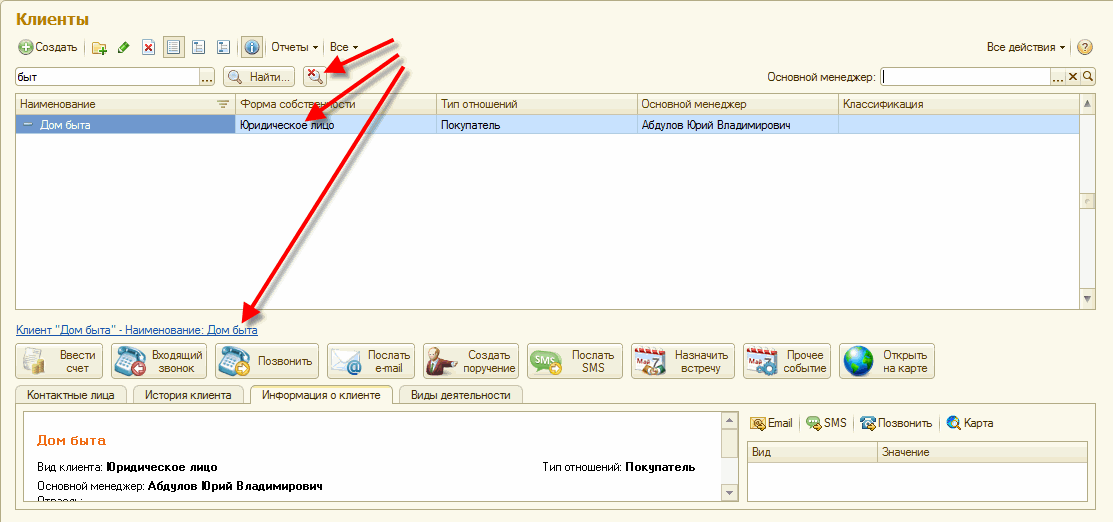 Клиенты
Создать Отчеты Все Все действия
быт ... Найти... Основной менеджер: ...
Наименование Форма собственности Тип отношений Основной менеджер Классификация
Дом быта Юридическое лицо Покупатель Абдулов Юрий Владимирович
Клиент "Дом быта" - Наименование: Дом быта
Ввести счет
Входящий звонок
Позвонить
Послать e-mail
Создать поручение
Послать SMS
Назначить встречу
Прочее событие
Открыть на карте
Контактные лица История клиента Информация о клиенте Виды деятельности
Дом быта
Вид клиента: Юридическое лицо Тип отношений: Покупатель
Основной менеджер: Абдулов Юрий Владимирович
Email SMS Позвонить Карта
Вид Значение